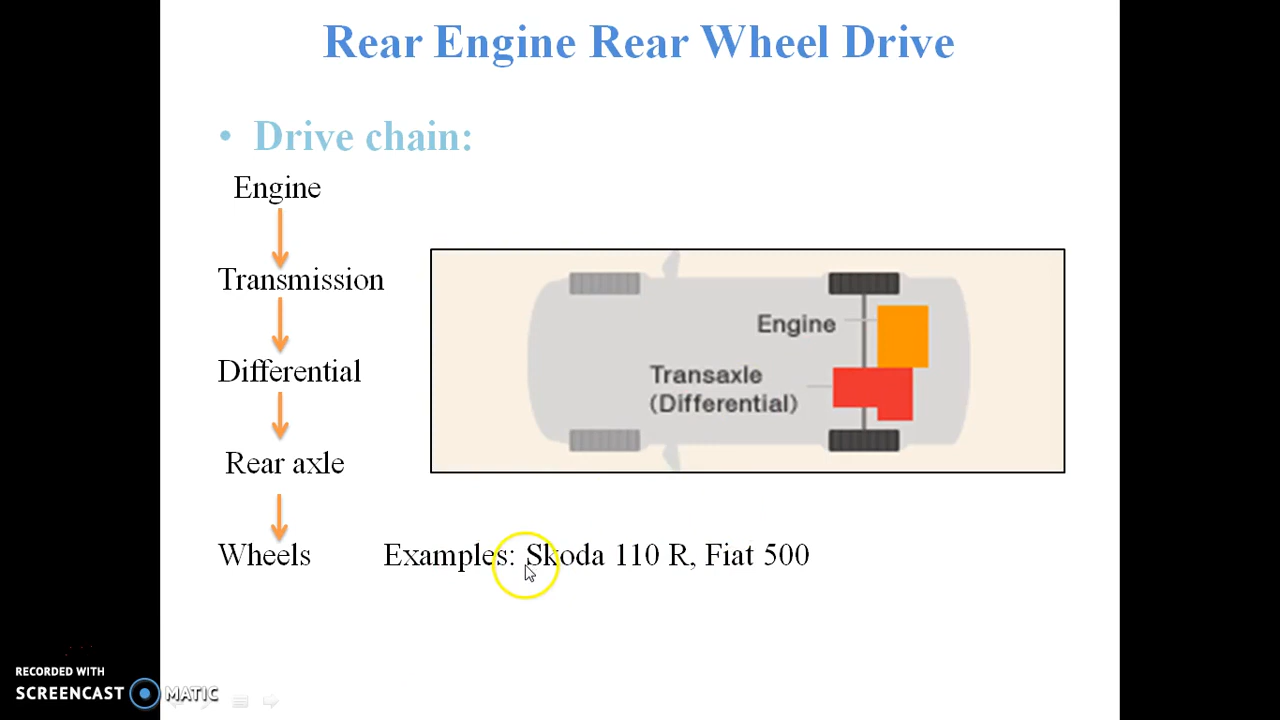 Rear Engine Rear Wheel Drive
• Drive chain:
Engine
Transmission
Differential
Rear axle
Wheels
Engine
Transaxle
(Differential)
Examples: Skoda 110 R, Fiat 500
RECORDED WITH
SCREENCAST MATIC